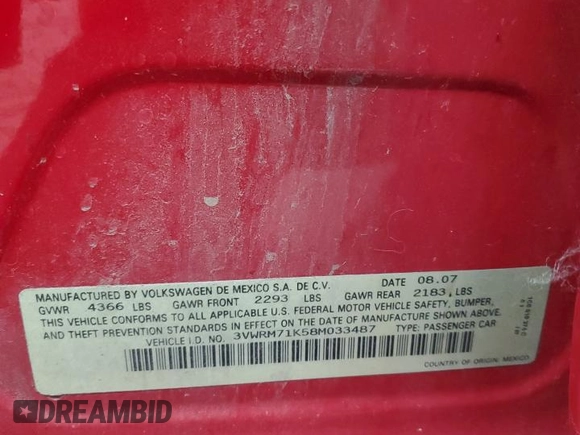 MANUFACTURED BY VOLKSWAGEN DE MEXICO S.A. DE C.V. DATE 08.07
GVWR 4366 LBS GAWR FRONT 2293 LBS GAWR REAR 2183 LBS
THIS VEHICLE CONFORMS TO ALL APPLICABLE U.S. FEDERAL MOTOR VEHICLE SAFETY, BUMPER,
AND THEFT PREVENTION STANDARDS IN EFFECT ON THE DATE OF MANUFACTURE SHOWN ABOVE.
VEHICLE I.D. NO. 3VWRM71K58M033487 TYPE: PASSENGER CAR
COUNTRY OF ORIGIN: MEXICO
DREAMBID